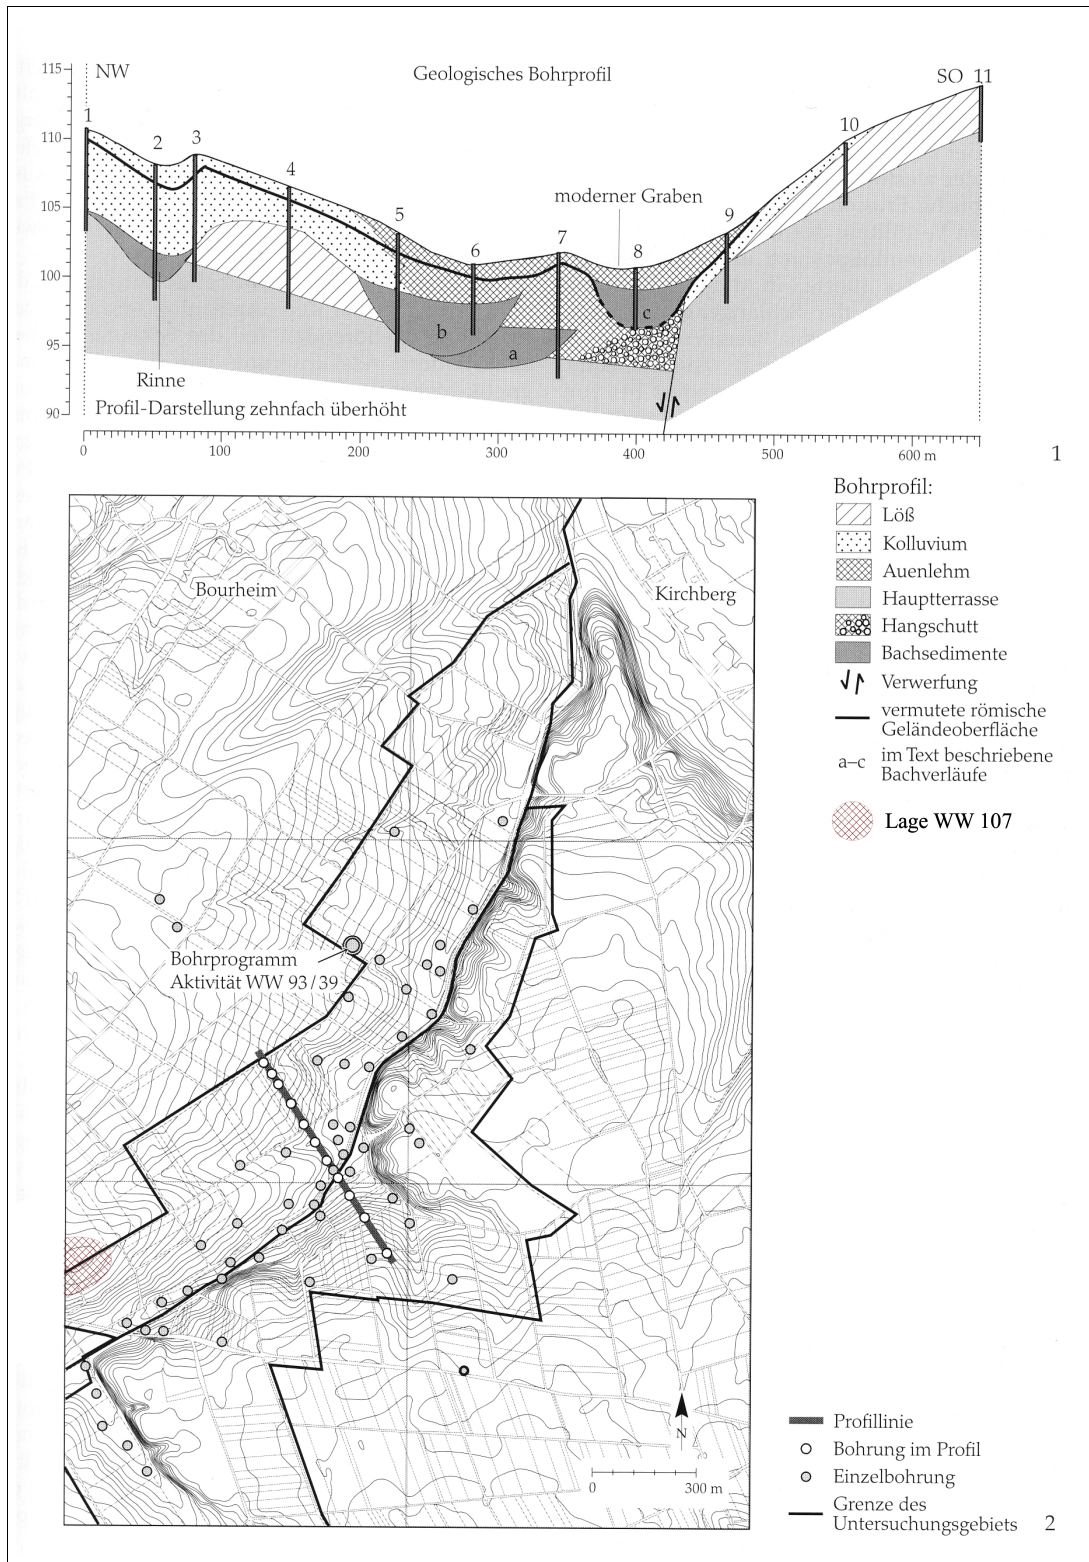 115
NW
Geologisches Bohrprofil
SO 11
110
1
2
3
4
5
6
7
8
9
10
moderner Graben
105
100
95
90
a
b
c
Rinne
Profil-Darstellung zehnfach überhöht
0
100
200
300
400
500
600 m
1
Bohrprofil:
Löß
Kolluvium
Auenlehm
Hauptterrasse
Hangschutt
Bachsedimente
Verwerfung
vermutete römische
Geländeoberfläche
a–c
im Text beschriebene
Bachverläufe
Lage WW 107
Bourheim
Kirchberg
Bohrprogramm
Aktivität WW 93/39
N
0
300 m
Profillinie
Bohrung im Profil
Einzelbohrung
Grenze des
Untersuchungsgebiets
2